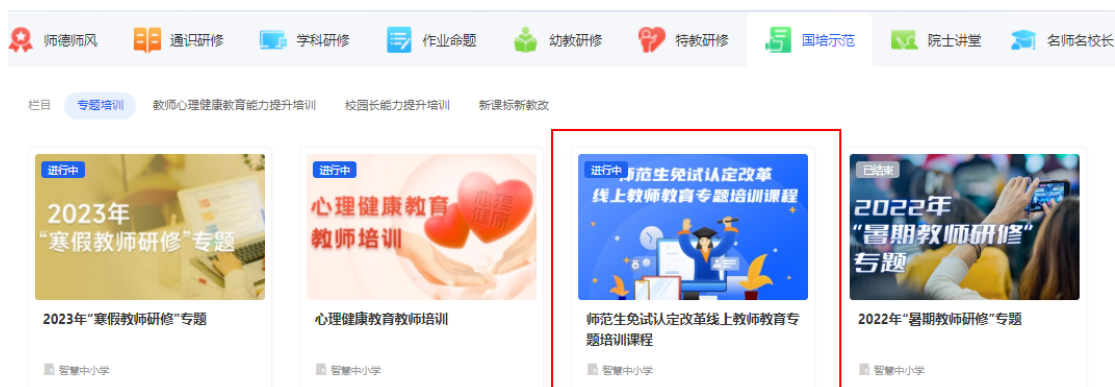 师德师风 通识研修 学科研修 作业命题 幼教研修 特教研修 国培示范 院士讲堂 名师名校长
栏目 专题培训 教师心理健康教育能力提升培训 校园长能力提升培训 新课标新教改
进行中
2023年
“寒假教师研修”专题
2023年“寒假教师研修”专题
智慧中小学
进行中
心理健康教育
教师培训
心理
健康
心理健康教育教师培训
智慧中小学
进行中
师范生免试认定改革
线上教师教育专题培训课程
师范生免试认定改革线上教师教育专
题培训课程
智慧中小学
已结束
2022年
“暑期教师研修”
专题
2022年“暑期教师研修”专题
智慧中小学